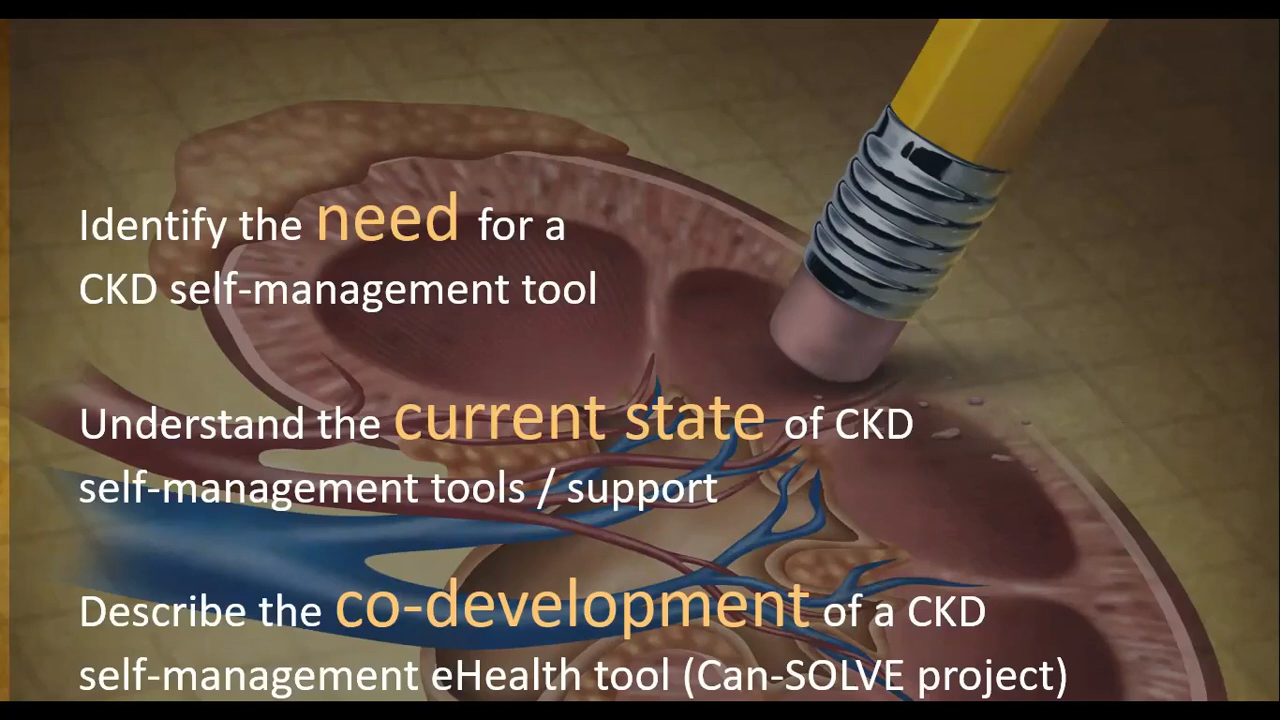 Identify the need for a
CKD self-management tool
Understand the current state of CKD
self-management tools / support
Describe the co-development of a CKD
self-management eHealth tool (Can-SOLVE project)